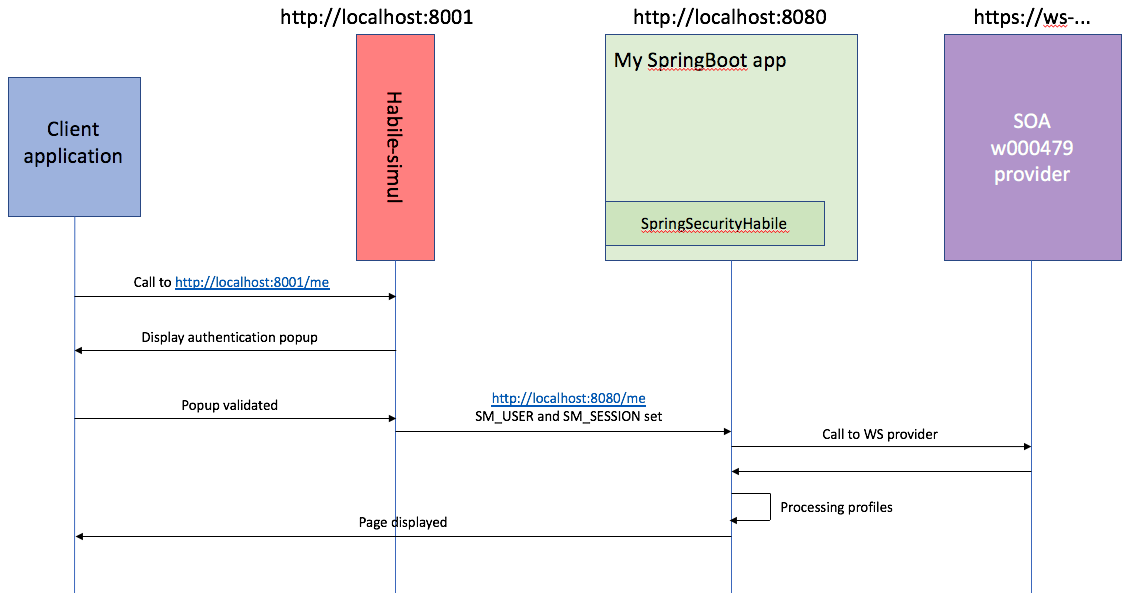 http://localhost:8001
http://localhost:8080
https://ws-...
My SpringBoot app
Client
application
Habile-simul
SOA
w000479
provider
SpringSecurityHabile
Call to http://localhost:8001/me
Display authentication popup
Popup validated
http://localhost:8080/me
SM_USER and SM_SESSION set
Call to WS provider
Processing profiles
Page displayed